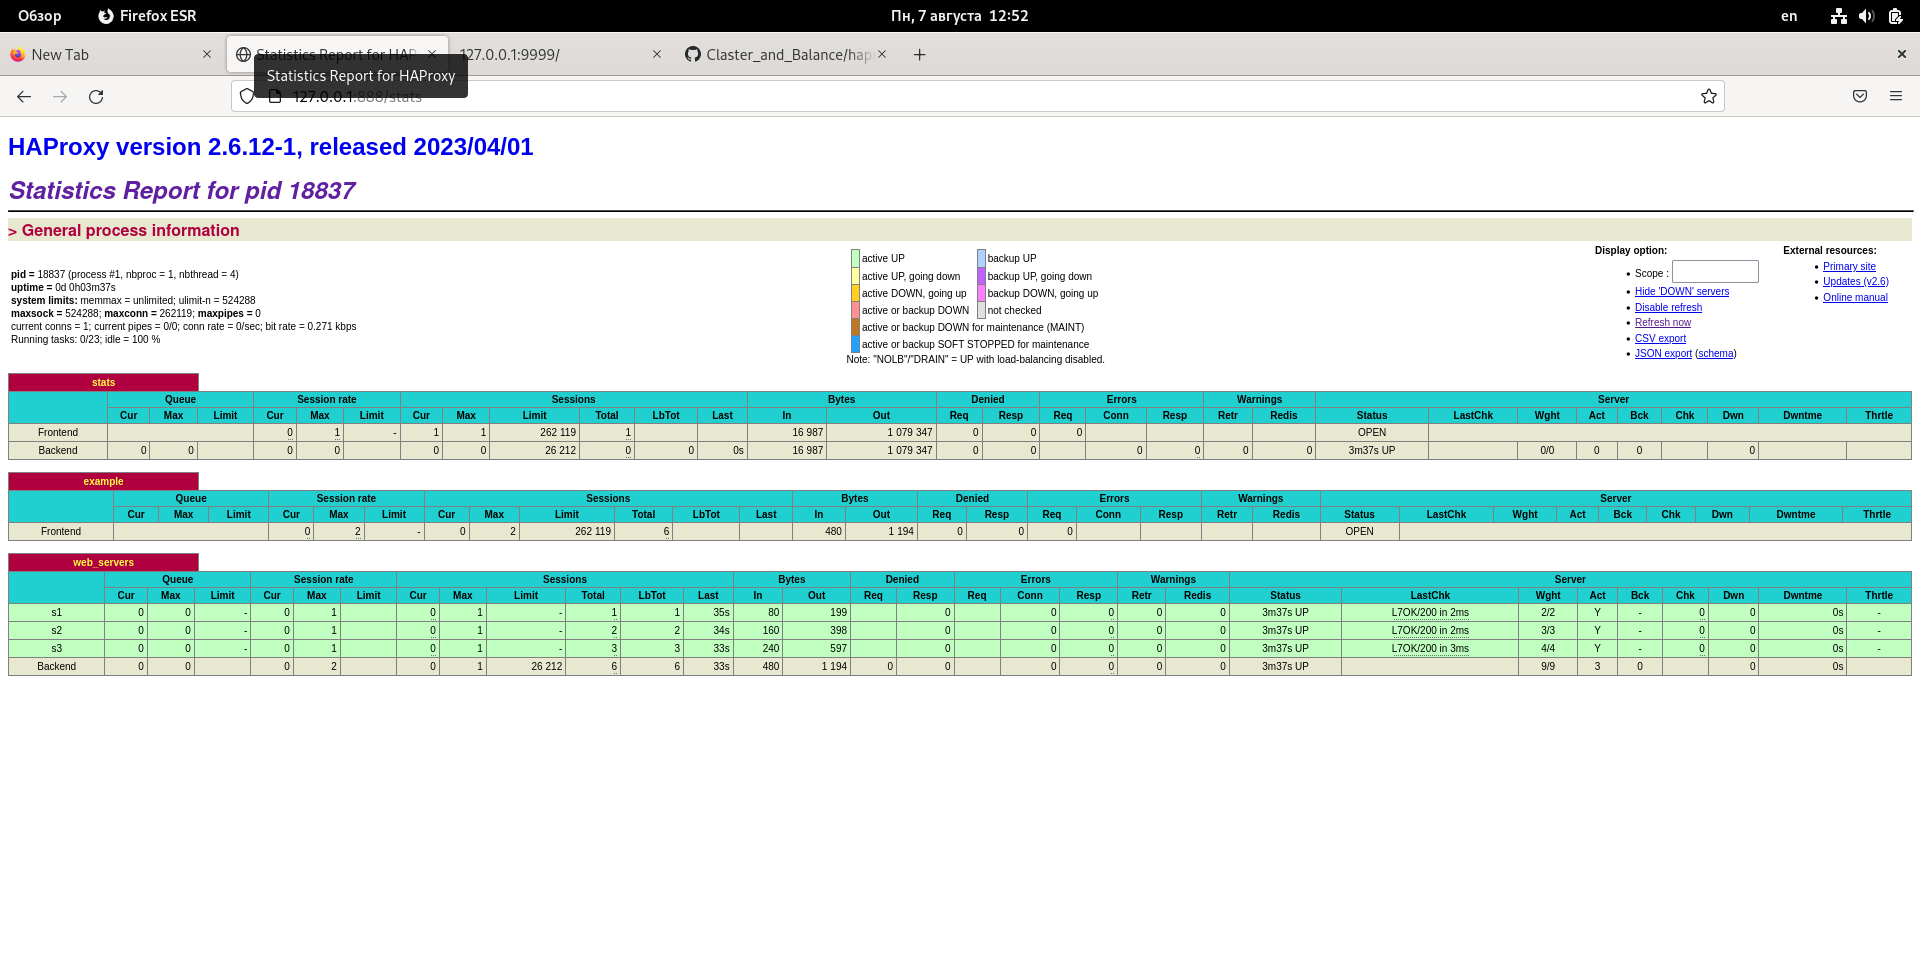 Обзор Firefox ESR Пн, 7 августа 12:52 en
New Tab Statistics Report for HAP 127.0.0.1:9999/ Claster_and_Balance/hap
Statistics Report for HAProxy
127.0.0.1:888/stats
HAProxy version 2.6.12-1, released 2023/04/01
Statistics Report for pid 18837
> General process information
pid = 18837 (process #1, nbproc = 1, nbthread = 4)
uptime = 0d 0h03m37s
system limits: memmax = unlimited; ulimit-n = 524288
maxsock = 524288; maxconn = 262119; maxpipes = 0
current conns = 1; current pipes = 0/0; conn rate = 0/sec; bit rate = 0.271 kbps
Running tasks: 0/23; idle = 100 %
active UP backup UP
active UP, going down backup UP, going down
active DOWN, going up backup DOWN, going up
active or backup DOWN not checked
active or backup DOWN for maintenance (MAINT)
active or backup SOFT STOPPED for maintenance
Note: "NOLB"/"DRAIN" = UP with load-balancing disabled.
Display option:
• Scope :
• Hide 'DOWN' servers
• Disable refresh
• Refresh now
• CSV export
• JSON export (schema)
External resources:
• Primary site
• Updates (v2.6)
• Online manual
stats
Queue Session rate Sessions Bytes Denied Errors Warnings Server
Cur Max Limit Cur Max Limit Cur Max Limit Total LbTot Last In Out Req Resp Req Conn Resp Retr Redis Status LastChk Wght Act Bck Chk Dwn Dwntme Thrtle
Frontend 0 1 - 1 1 262 119 1 16 987 1 079 347 0 0 0 OPEN
Backend 0 0 0 0 0 0 26 212 0 0 0s 16 987 1 079 347 0 0 0 0 0 0 3m37s UP 0/0 0 0 0
example
Queue Session rate Sessions Bytes Denied Errors Warnings Server
Cur Max Limit Cur Max Limit Cur Max Limit Total LbTot Last In Out Req Resp Req Conn Resp Retr Redis Status LastChk Wght Act Bck Chk Dwn Dwntme Thrtle
Frontend 0 2 - 0 2 262 119 6 480 1 194 0 0 0 OPEN
web_servers
Queue Session rate Sessions Bytes Denied Errors Warnings Server
Cur Max Limit Cur Max Limit Cur Max Limit Total LbTot Last In Out Req Resp Req Conn Resp Retr Redis Status LastChk Wght Act Bck Chk Dwn Dwntme Thrtle
s1 0 0 - 0 1 0 1 - 1 1 35s 80 199 0 0 0 0 0 3m37s UP L7OK/200 in 2ms 2/2 Y - 0 0 0s -
s2 0 0 - 0 1 0 1 - 2 2 34s 160 398 0 0 0 0 0 3m37s UP L7OK/200 in 2ms 3/3 Y - 0 0 0s -
s3 0 0 - 0 1 0 1 - 3 3 33s 240 597 0 0 0 0 0 3m37s UP L7OK/200 in 3ms 4/4 Y - 0 0 0s -
Backend 0 0 0 2 0 1 26 212 6 6 33s 480 1 194 0 0 0 0 0 0 3m37s UP 9/9 3 0 0 0s